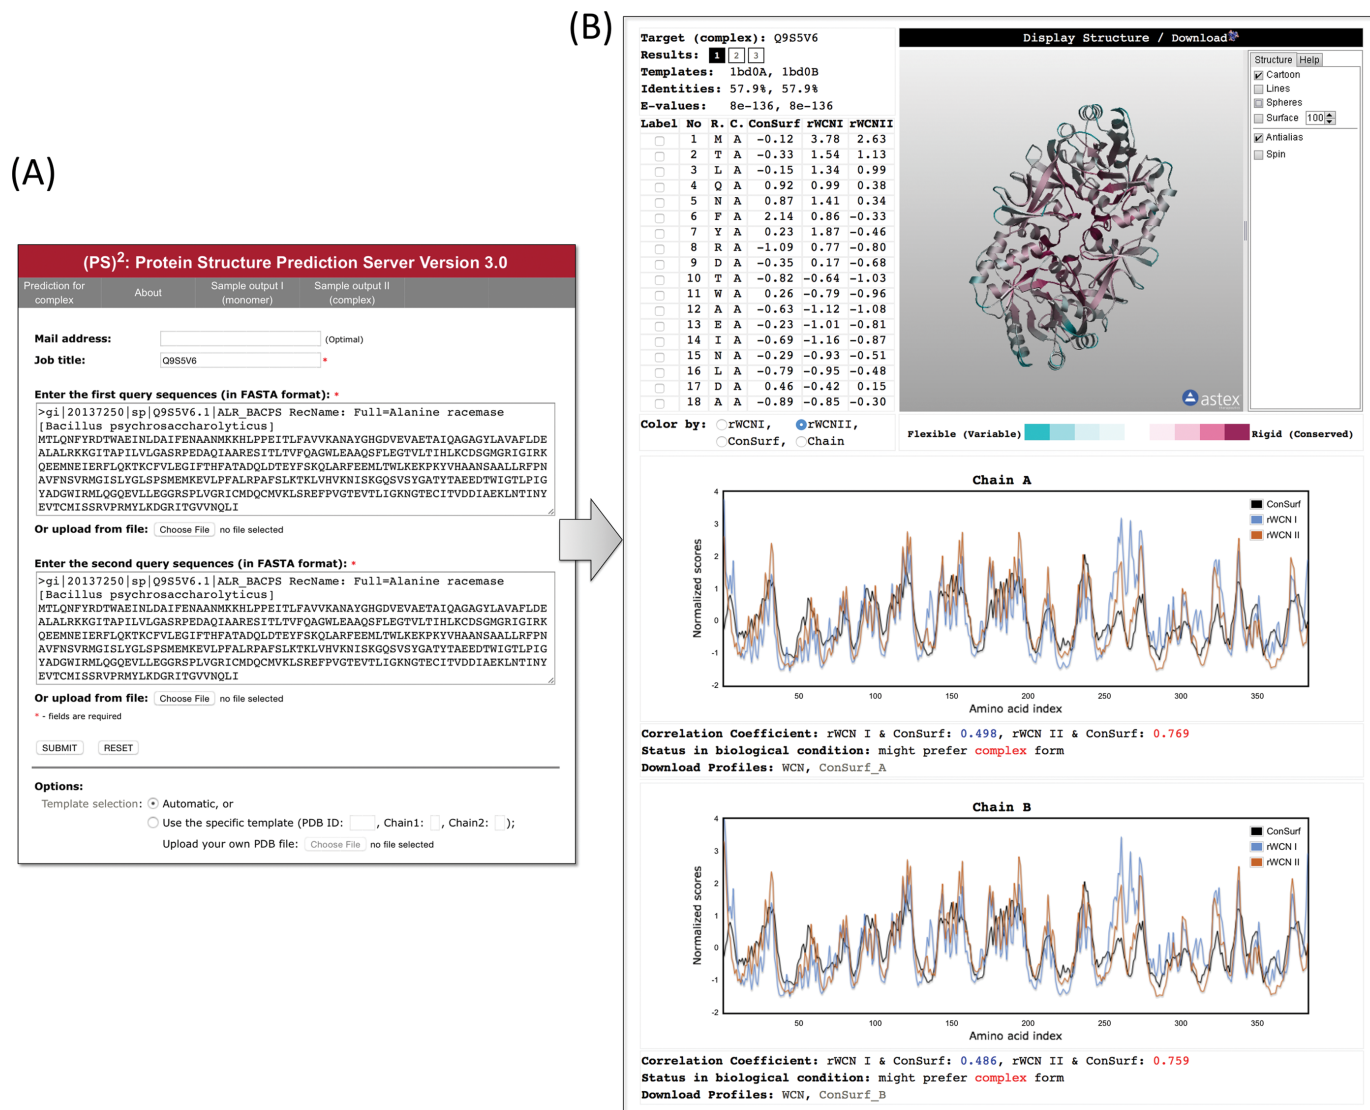 (A)
(PS)2: Protein Structure Prediction Server Version 3.0
Prediction for complex
About
Sample output I (monomer)
Sample output II (complex)
Mail address: (Optimal)
Job title: Q9S5V6 *
Enter the first query sequences (in FASTA format): *
>gi|20137250|sp|Q9S5V6.1|ALR_BACPS RecName: Full=Alanine racemase
[Bacillus psychrosaccharolyticus]
MTLQNFYRDTWAEINLDAIFENAANMKKHLPPEITLFAVVKANAYGHGDVEVAETAIQAGAGYLAVAFLDE
ALALRKKGITAPILVLGASRPEDAQIAARESITLTVFQAGWLEAAQSFLEGTVLTIHLKCDSGMGRIGIRK
QEEMNEIERFLQKTKCFVLEGIFTHFATADQLDTEYFSKQLARFEEMLTWLKEKPKYVHAANSAALLRFPN
AVFNSVRMGISLYGLSPSMEMKEVLPFALRPAFSLKTKLVHVKNISKGQSVSYGATYTAEEDTWIGTLPIG
YADGWIRMLQGQEVLLEGGRSPLVGRICMDQCMVKLSREFPVGTEVTLIGKNGTECITVDDIAEKLNTINY
EVTCMISSRVPRMYLKDGRITGVVNQLI
Or upload from file: Choose File no file selected
Enter the second query sequences (in FASTA format): *
>gi|20137250|sp|Q9S5V6.1|ALR_BACPS RecName: Full=Alanine racemase
[Bacillus psychrosaccharolyticus]
MTLQNFYRDTWAEINLDAIFENAANMKKHLPPEITLFAVVKANAYGHGDVEVAETAIQAGAGYLAVAFLDE
ALALRKKGITAPILVLGASRPEDAQIAARESITLTVFQAGWLEAAQSFLEGTVLTIHLKCDSGMGRIGIRK
QEEMNEIERFLQKTKCFVLEGIFTHFATADQLDTEYFSKQLARFEEMLTWLKEKPKYVHAANSAALLRFPN
AVFNSVRMGISLYGLSPSMEMKEVLPFALRPAFSLKTKLVHVKNISKGQSVSYGATYTAEEDTWIGTLPIG
YADGWIRMLQGQEVLLEGGRSPLVGRICMDQCMVKLSREFPVGTEVTLIGKNGTECITVDDIAEKLNTINY
EVTCMISSRVPRMYLKDGRITGVVNQLI
Or upload from file: Choose File no file selected
* - fields are required
SUBMIT RESET
Options:
Template selection: Automatic, or
Use the specific template (PDB ID: , Chain1: , Chain2: );
Upload your own PDB file: Choose File no file selected
(B)
Target (complex): Q9S5V6
Results: 1 2 3
Templates: 1bd0A, 1bd0B
Identities: 57.9%, 57.9%
E-values: 8e-136, 8e-136
Label No R. C. ConSurf rWCNI rWCNII
1 M A -0.12 3.78 2.63
2 T A -0.33 1.54 1.13
3 L A -0.15 1.34 0.99
4 Q A 0.92 0.99 0.38
5 N A 0.87 1.41 0.34
6 F A 2.14 0.86 -0.33
7 Y A 0.23 1.87 -0.46
8 R A -1.09 0.77 -0.80
9 D A -0.35 0.17 -0.68
10 T A -0.82 -0.64 -1.03
11 W A 0.26 -0.79 -0.96
12 A A -0.63 -1.12 -1.08
13 E A -0.23 -1.01 -0.81
14 I A -0.69 -1.16 -0.87
15 N A -0.29 -0.93 -0.51
16 L A -0.79 -0.95 -0.48
17 D A 0.46 -0.42 0.15
18 A A -0.89 -0.85 -0.30
Display Structure / Download
Structure Help
Cartoon
Lines
Spheres
Surface 100
Antialias
Spin
astex
Color by: rWCNI, rWCNII,
ConSurf, Chain
Flexible (Variable) Rigid (Conserved)
Chain A
Normalized scores
4
3
2
1
0
-1
-2
ConSurf
rWCN I
rWCN II
50 100 150 200 250 300 350
Amino acid index
Correlation Coefficient: rWCN I & ConSurf: 0.498, rWCN II & ConSurf: 0.769
Status in biological condition: might prefer complex form
Download Profiles: WCN, ConSurf_A
Chain B
Normalized scores
4
3
2
1
0
-1
-2
ConSurf
rWCN I
rWCN II
50 100 150 200 250 300 350
Amino acid index
Correlation Coefficient: rWCN I & ConSurf: 0.486, rWCN II & ConSurf: 0.759
Status in biological condition: might prefer complex form
Download Profiles: WCN, ConSurf_B